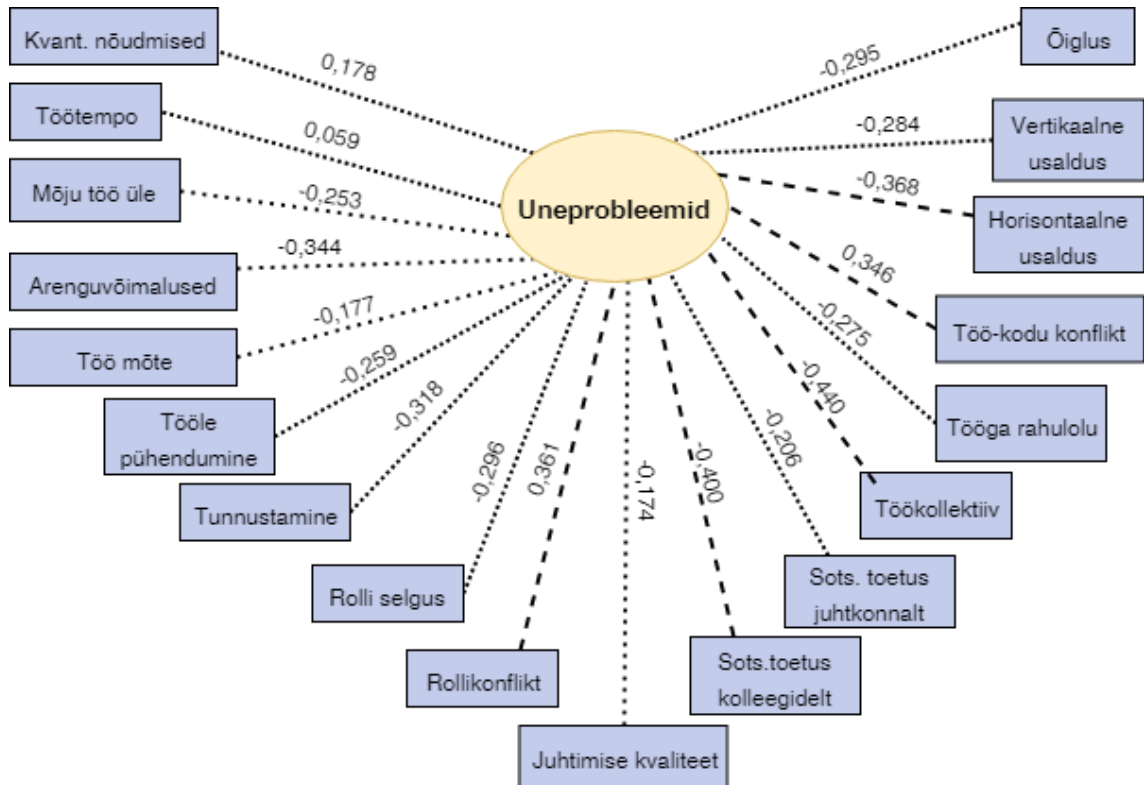 Kvant. nõudmised
0,178
-0,295
Õiglus
Töötempo
0,059
-0,284
Vertikaalne
usaldus
Mõju töö üle
-0,253
Uneprobleemid
-0,368
Horisontaalne
usaldus
Arenguvõimalused
-0,344
0,346
Töö-kodu konflikt
Töö mõte
-0,177
-0,275
Tööga rahulolu
Tööle
pühendumine
-0,259
-0,440
Töökollektiiv
Tunnustamine
-0,318
-0,206
Sots. toetus
juhtkonnalt
Rolli selgus
-0,296
-0,400
Sots.toetus
kolleegidelt
Rollikonflikt
0,361
-0,174
Juhtimise kvaliteet